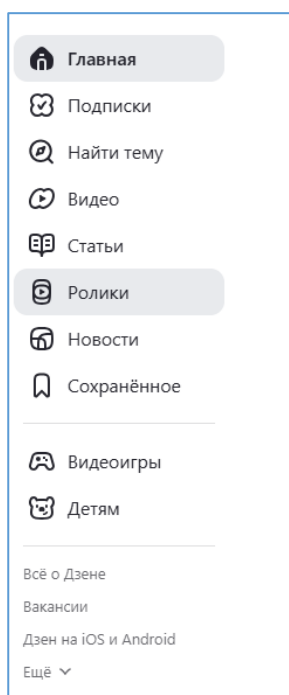 Главная
Подписки
Найти тему
Видео
Статьи
Ролики
Новости
Сохранённое
Видеоигры
Детям
Всё о Дзене
Вакансии
Дзен на iOS и Android
Ещё